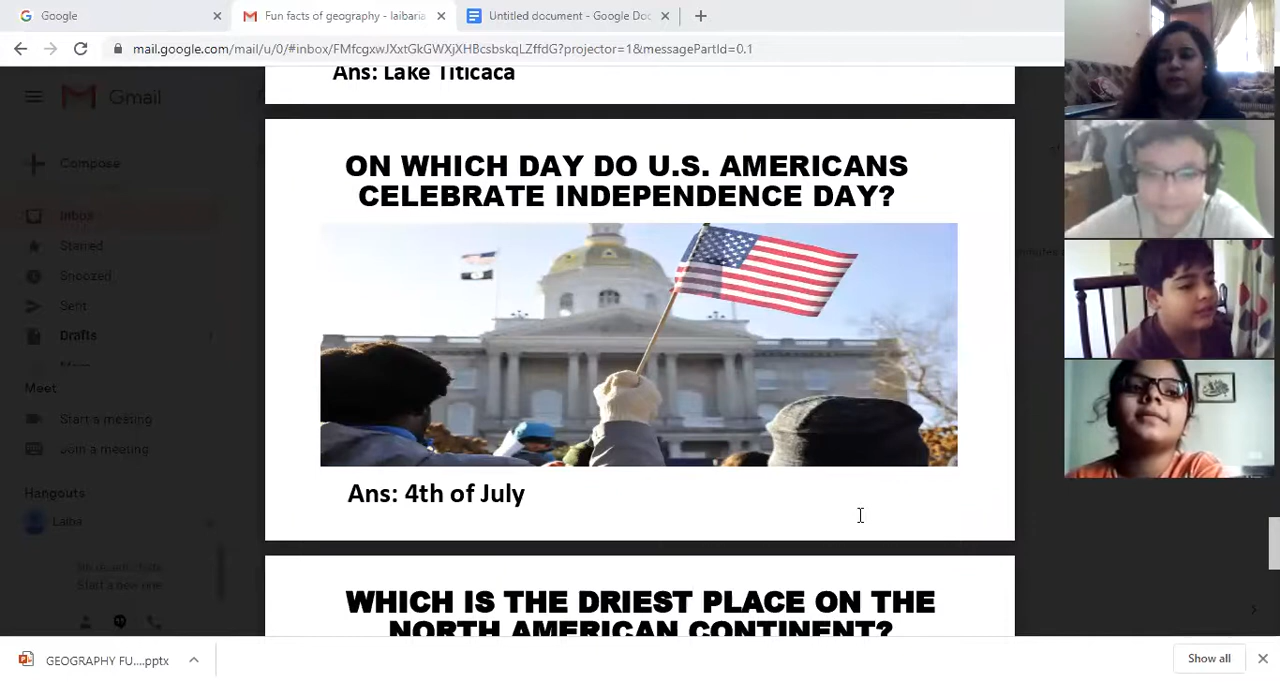 Google
Fun facts of geography - laibaria
Untitled document - Google Doc
mail.google.com/mail/u/0/#inbox/FMfcgxwJXxtGkGWXjXHBcsbskqLZffdG?projector=1&messagePartId=0.1
Ans: Lake Titicaca
Gmail
Compose
ON WHICH DAY DO U.S. AMERICANS
CELEBRATE INDEPENDENCE DAY?
Inbox
Starred
Snoozed
Sent
Drafts
Meet
Start a meeting
Join a meeting
Ans: 4th of July
Hangouts
Laiba
Start a new one
WHICH IS THE DRIEST PLACE ON THE
NORTH AMERICAN CONTINENT?
GEOGRAPHY FU....pptx
Show all